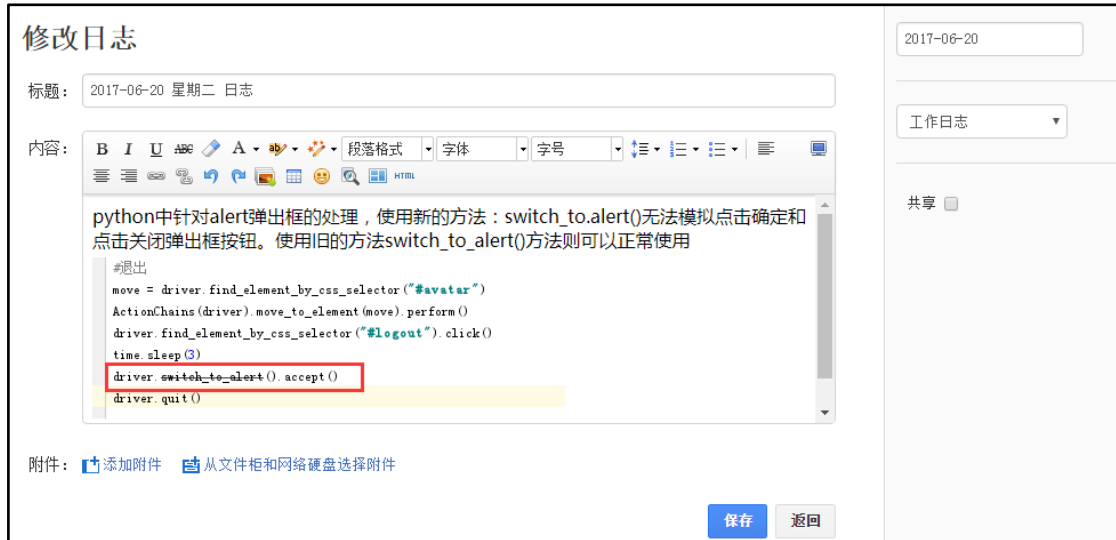 修改日志
2017-06-20
标题: 2017-06-20 星期二 日志
工作日志
内容: B I U ABC A ab 段落格式 字体 字号
HTML
共享
python中针对alert弹出框的处理，使用新的方法：switch_to.alert()无法模拟点击确定和
点击关闭弹出框按钮。使用旧的方法switch_to_alert()方法则可以正常使用
#退出
move = driver.find_element_by_css_selector("#avatar")
ActionChains(driver).move_to_element(move).perform()
driver.find_element_by_css_selector("#logout").click()
time.sleep(3)
driver.switch_to_alert().accept()
driver.quit()
附件: 添加附件 从文件柜和网络硬盘选择附件
保存 返回